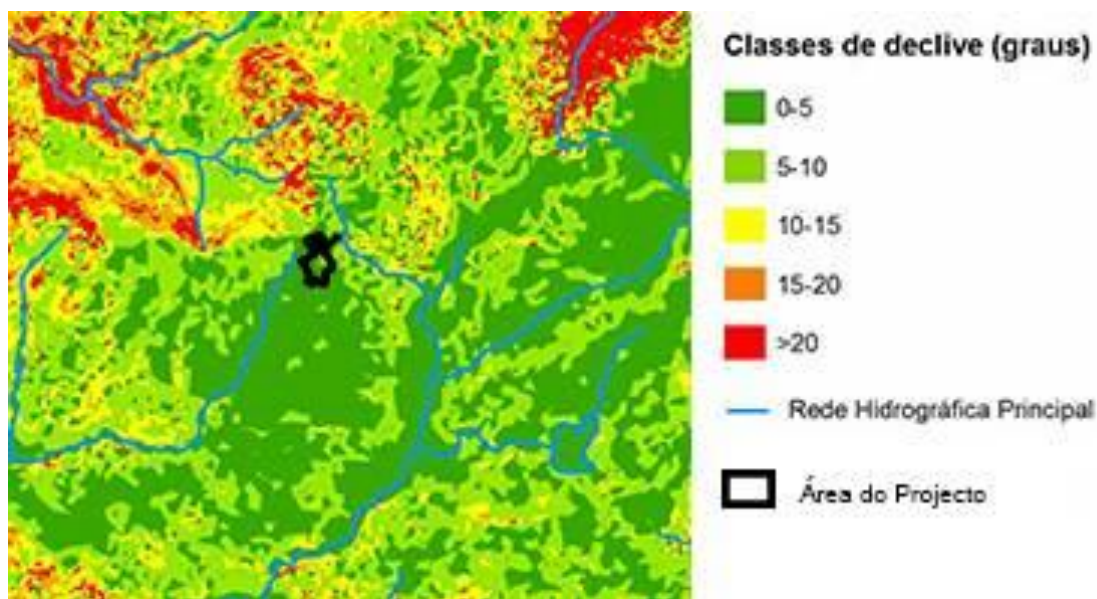 Classes de declive (graus)
0-5
5-10
10-15
15-20
>20
Rede Hidrográfica Principal
Área do Projecto